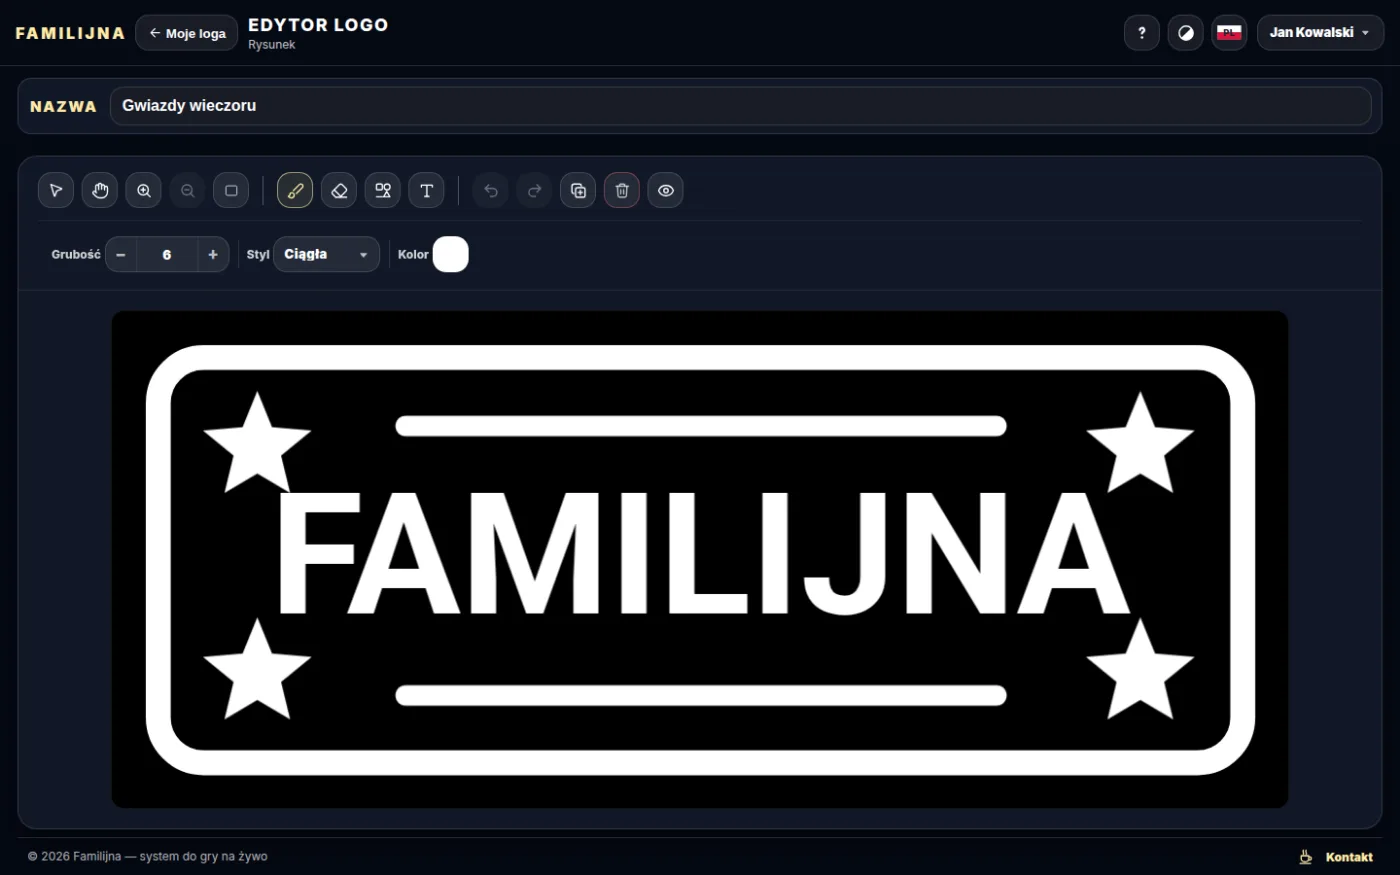 FAMILIJNA
← Moje loga
EDYTOR LOGO
Rysunek
?
PL
Jan Kowalski
NAZWA
Gwiazdy wieczoru
T
Grubość
− 6 +
Styl
Ciągła
Kolor
FAMILIJNA
© 2026 Familijna — system do gry na żywo
Kontakt